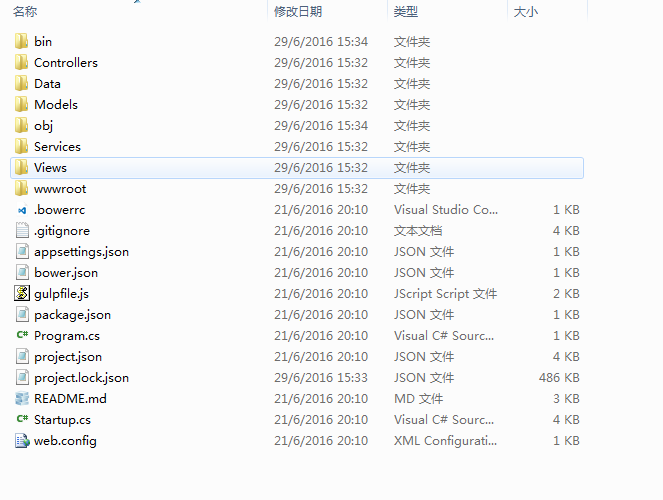 名称 修改日期 类型 大小
bin 29/6/2016 15:34 文件夹
Controllers 29/6/2016 15:32 文件夹
Data 29/6/2016 15:32 文件夹
Models 29/6/2016 15:32 文件夹
obj 29/6/2016 15:34 文件夹
Services 29/6/2016 15:32 文件夹
Views 29/6/2016 15:32 文件夹
wwwroot 29/6/2016 15:32 文件夹
.bowerrc 21/6/2016 20:10 Visual Studio Co... 1 KB
.gitignore 21/6/2016 20:10 文本文档 4 KB
appsettings.json 21/6/2016 20:10 JSON 文件 1 KB
bower.json 21/6/2016 20:10 JSON 文件 1 KB
gulpfile.js 21/6/2016 20:10 JScript Script 文件 2 KB
package.json 21/6/2016 20:10 JSON 文件 1 KB
Program.cs 21/6/2016 20:10 Visual C# Sourc... 1 KB
project.json 21/6/2016 20:10 JSON 文件 4 KB
project.lock.json 29/6/2016 15:33 JSON 文件 486 KB
README.md 21/6/2016 20:10 MD 文件 3 KB
Startup.cs 21/6/2016 20:10 Visual C# Sourc... 4 KB
web.config 21/6/2016 20:10 XML Configurati... 1 KB